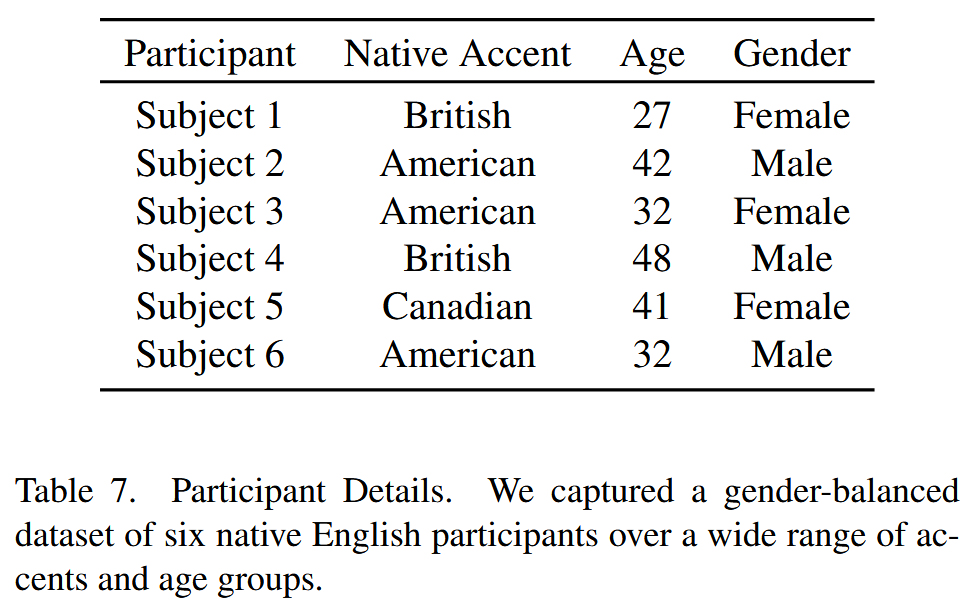 Participant Native Accent Age Gender
Subject 1 British 27 Female
Subject 2 American 42 Male
Subject 3 American 32 Female
Subject 4 British 48 Male
Subject 5 Canadian 41 Female
Subject 6 American 32 Male
Table 7. Participant Details. We captured a gender-balanced
dataset of six native English participants over a wide range of ac-
cents and age groups.